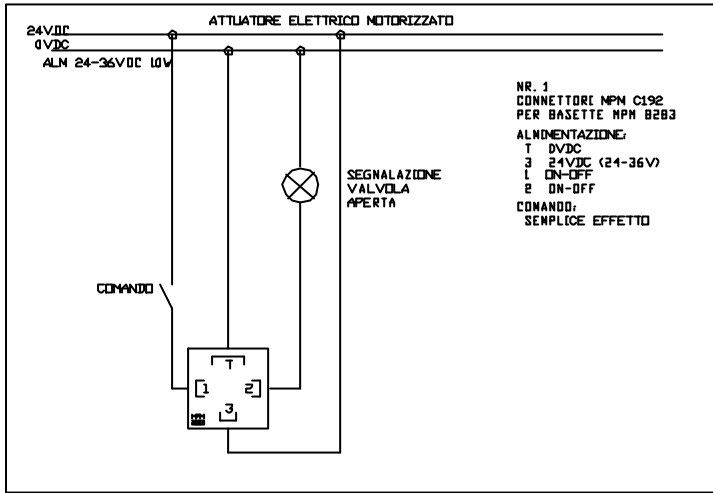 ATTUATORE ELETTRICO MOTORIZZATO
24VDC
0VDC
ALM 24-36VDC 10W
NR. 1
CONNETTORE MPM C192
PER BASETTE MPM B283
ALIMENTAZIONE:
T 0VDC
3 24VDC (24-36V)
1 ON-OFF
2 ON-OFF
COMANDO:
SEMPLICE EFFETTO
SEGNALAZIONE
VALVOLA
APERTA
COMANDO
T
1 2
3